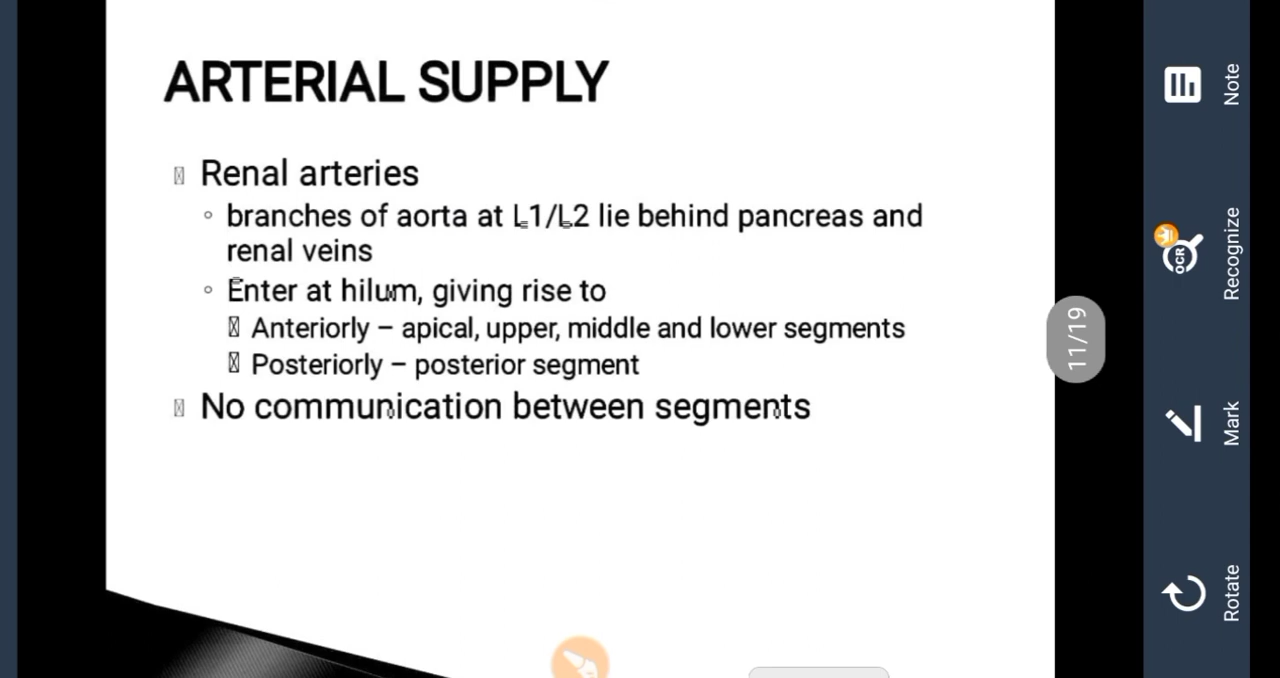 ARTERIAL SUPPLY
Renal arteries
branches of aorta at L1/L2 lie behind pancreas and
renal veins
Enter at hilum, giving rise to
Anteriorly – apical, upper, middle and lower segments
Posteriorly – posterior segment
No communication between segments
11/19
Note
OCR
Recognize
Mark
Rotate